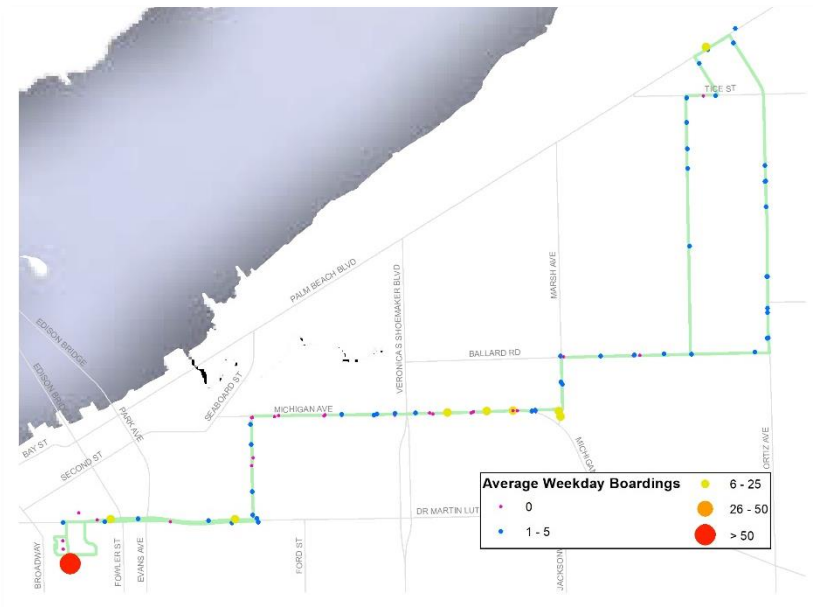 TICE ST
PALM BEACH BLVD
MARSH AVE
VERONICA S SHOEMAKER BLVD
EDISON BRIDGE
BALLARD RD
EDISON BRID
SEABOARD ST
PARK AVE
MICHIGAN AVE
BAY ST
SECOND ST
MICHIGAN
ORTIZ AVE
DR MARTIN LUT
BROADWAY
FOWLER ST
EVANS AVE
FORD ST
JACKSON
Average Weekday Boardings
0
1 - 5
6 - 25
26 - 50
> 50